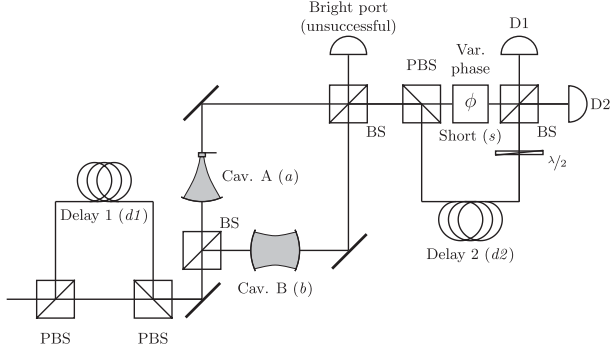 Bright port
(unsuccessful)
D1
Var.
phase
PBS
ϕ
D2
BS
Short (s)
BS
λ/2
Cav. A (a)
Delay 1 (d1)
BS
Delay 2 (d2)
Cav. B (b)
PBS
PBS